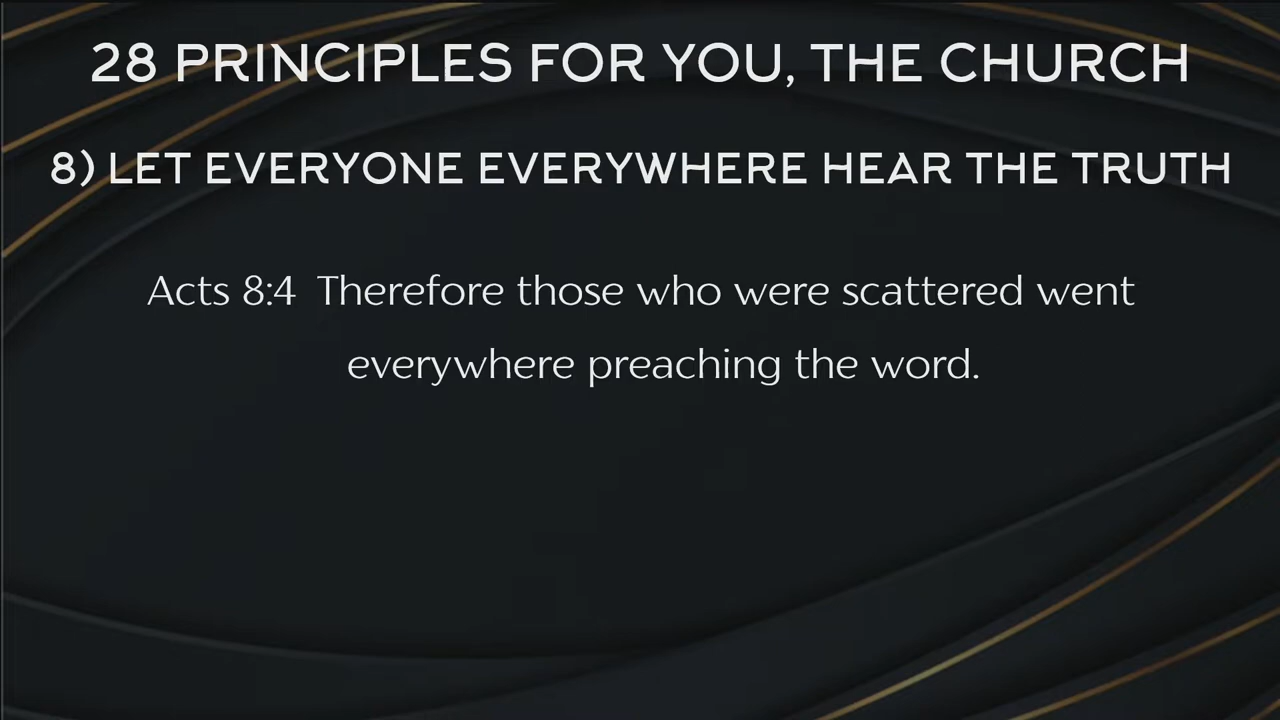 28 PRINCIPLES FOR YOU, THE CHURCH
8) LET EVERYONE EVERYWHERE HEAR THE TRUTH
Acts 8:4  Therefore those who were scattered went
everywhere preaching the word.